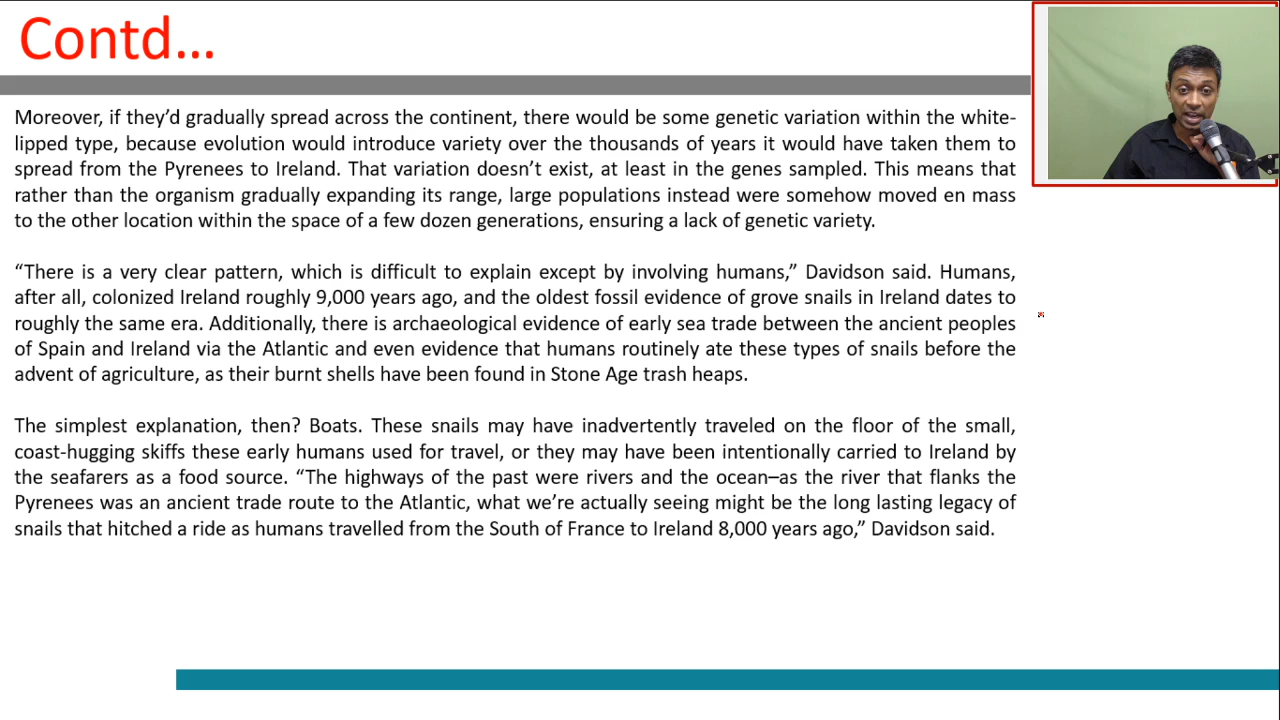 Contd...
Moreover, if they’d gradually spread across the continent, there would be some genetic variation within the white-
lipped type, because evolution would introduce variety over the thousands of years it would have taken them to
spread from the Pyrenees to Ireland. That variation doesn’t exist, at least in the genes sampled. This means that
rather than the organism gradually expanding its range, large populations instead were somehow moved en mass
to the other location within the space of a few dozen generations, ensuring a lack of genetic variety.
“There is a very clear pattern, which is difficult to explain except by involving humans,” Davidson said. Humans,
after all, colonized Ireland roughly 9,000 years ago, and the oldest fossil evidence of grove snails in Ireland dates to
roughly the same era. Additionally, there is archaeological evidence of early sea trade between the ancient peoples
of Spain and Ireland via the Atlantic and even evidence that humans routinely ate these types of snails before the
advent of agriculture, as their burnt shells have been found in Stone Age trash heaps.
The simplest explanation, then? Boats. These snails may have inadvertently traveled on the floor of the small,
coast-hugging skiffs these early humans used for travel, or they may have been intentionally carried to Ireland by
the seafarers as a food source. “The highways of the past were rivers and the ocean–as the river that flanks the
Pyrenees was an ancient trade route to the Atlantic, what we’re actually seeing might be the long lasting legacy of
snails that hitched a ride as humans travelled from the South of France to Ireland 8,000 years ago,” Davidson said.